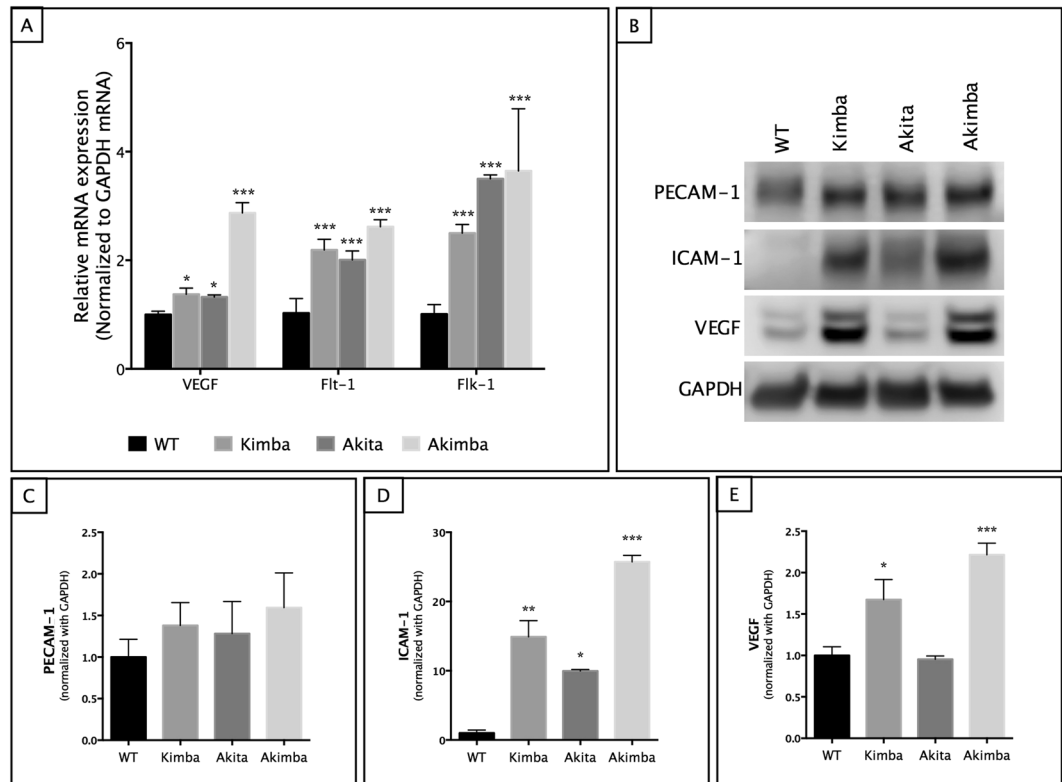 A
Relative mRNA expression
(Normalized to GAPDH mRNA)
6
4
2
0
* * ***
*** *** ***
*** *** ***
VEGF Flt-1 Flk-1
WT Kimba Akita Akimba
B
WT Kimba Akita Akimba
PECAM-1
ICAM-1
VEGF
GAPDH
C
PECAM-1
(normalized with GAPDH)
2.5
2.0
1.5
1.0
0.5
0.0
WT Kimba Akita Akimba
D
ICAM-1
(normalized with GAPDH)
30
20
10
0
** * ***
WT Kimba Akita Akimba
E
VEGF
(normalized with GAPDH)
2.5
2.0
1.5
1.0
0.5
0.0
* ***
WT Kimba Akita Akimba